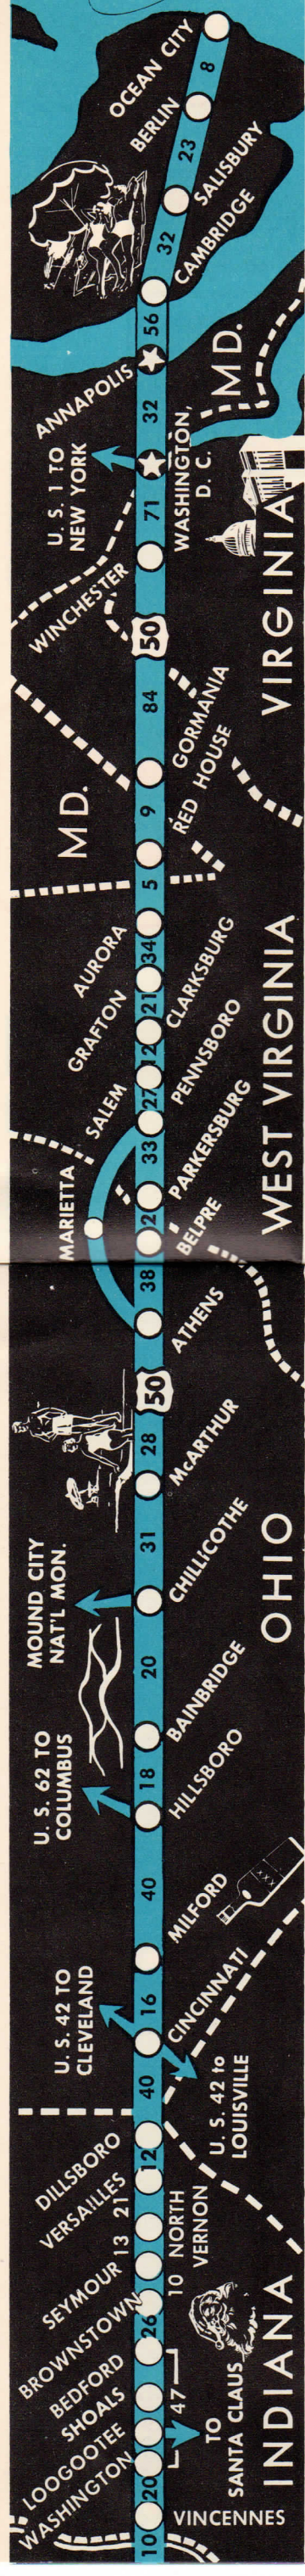 OCEAN CITY
8
BERLIN
23
SALISBURY
32
CAMBRIDGE
56
ANNAPOLIS
MD.
32
U. S. 1 TO
NEW YORK
WASHINGTON,
D. C.
71
WINCHESTER
50
VIRGINIA
84
GORMANIA
MD.
9
RED HOUSE
5
AURORA
34
GRAFTON
21
CLARKSBURG
12
SALEM
27
PENNSBORO
WEST VIRGINIA
33
PARKERSBURG
MARIETTA
2
BELPRE
38
ATHENS
50
28
McARTHUR
31
MOUND CITY
NAT'L MON.
CHILLICOTHE
OHIO
20
BAINBRIDGE
U. S. 62 TO
COLUMBUS
18
HILLSBORO
40
MILFORD
XX
16
U. S. 42 TO
CLEVELAND
CINCINNATI
40
U. S. 42 to
LOUISVILLE
DILLSBORO
12
VERSAILLES
21
NORTH
VERNON
13
SEYMOUR
10
BROWNSTOWN
26
BEDFORD
SHOALS
47
LOOGOOTEE
TO
SANTA CLAUS
INDIANA
WASHINGTON
20
VINCENNES
10